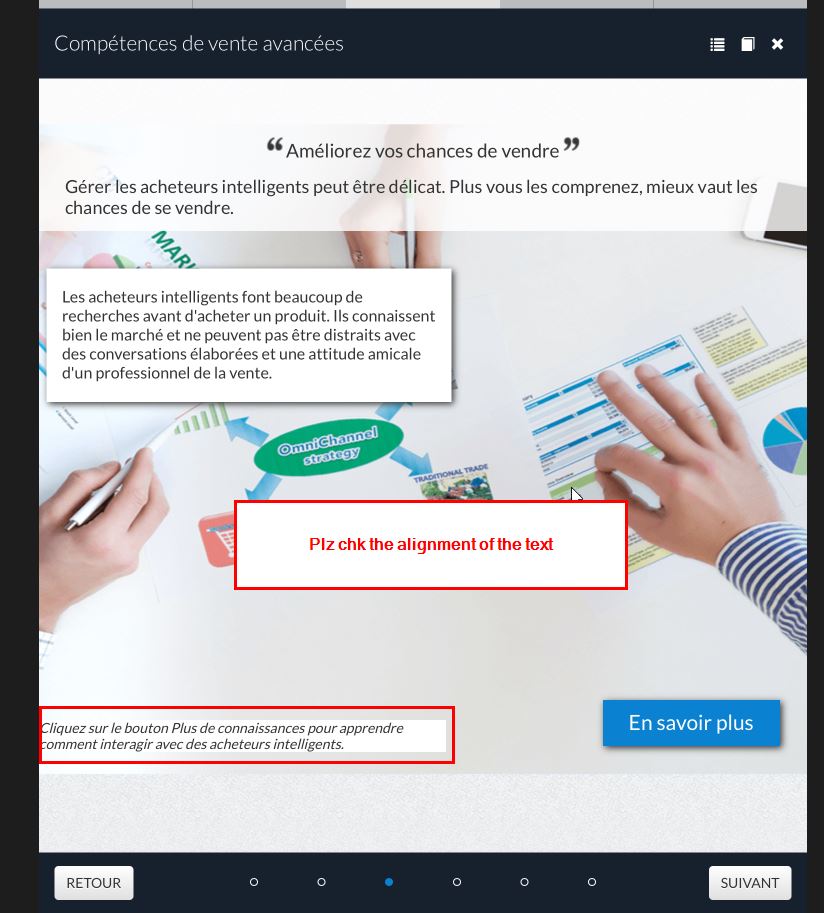 Compétences de vente avancées
“ Améliorez vos chances de vendre ”
Gérer les acheteurs intelligents peut être délicat. Plus vous les comprenez, mieux vaut les
chances de se vendre.
Les acheteurs intelligents font beaucoup de
recherches avant d'acheter un produit. Ils connaissent
bien le marché et ne peuvent pas être distraits avec
des conversations élaborées et une attitude amicale
d'un professionnel de la vente.
OmniChannel
strategy
TRADITIONAL TRADE
Plz chk the alignment of the text
Cliquez sur le bouton Plus de connaissances pour apprendre
comment interagir avec des acheteurs intelligents.
En savoir plus
RETOUR
SUIVANT